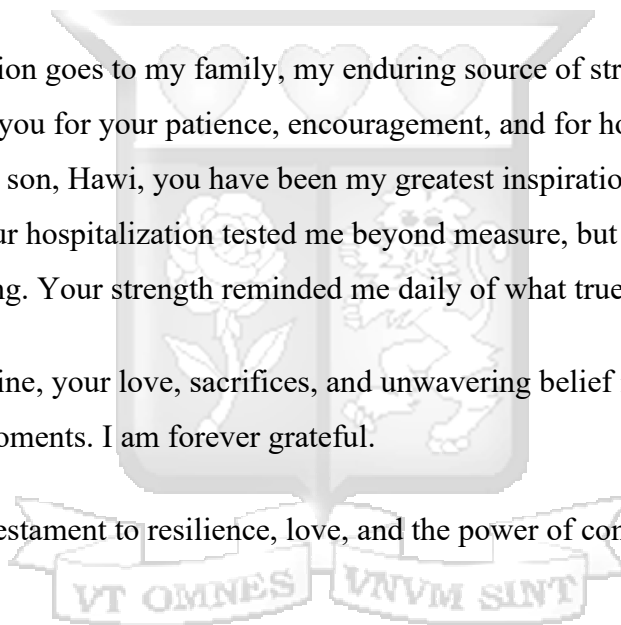 ion goes to my family, my enduring source of str
you for your patience, encouragement, and for ho
son, Hawi, you have been my greatest inspiratio
ur hospitalization tested me beyond measure, but
ng. Your strength reminded me daily of what true
ine, your love, sacrifices, and unwavering belief
oments. I am forever grateful.
estament to resilience, love, and the power of con
VT OMNES VNVM SINT